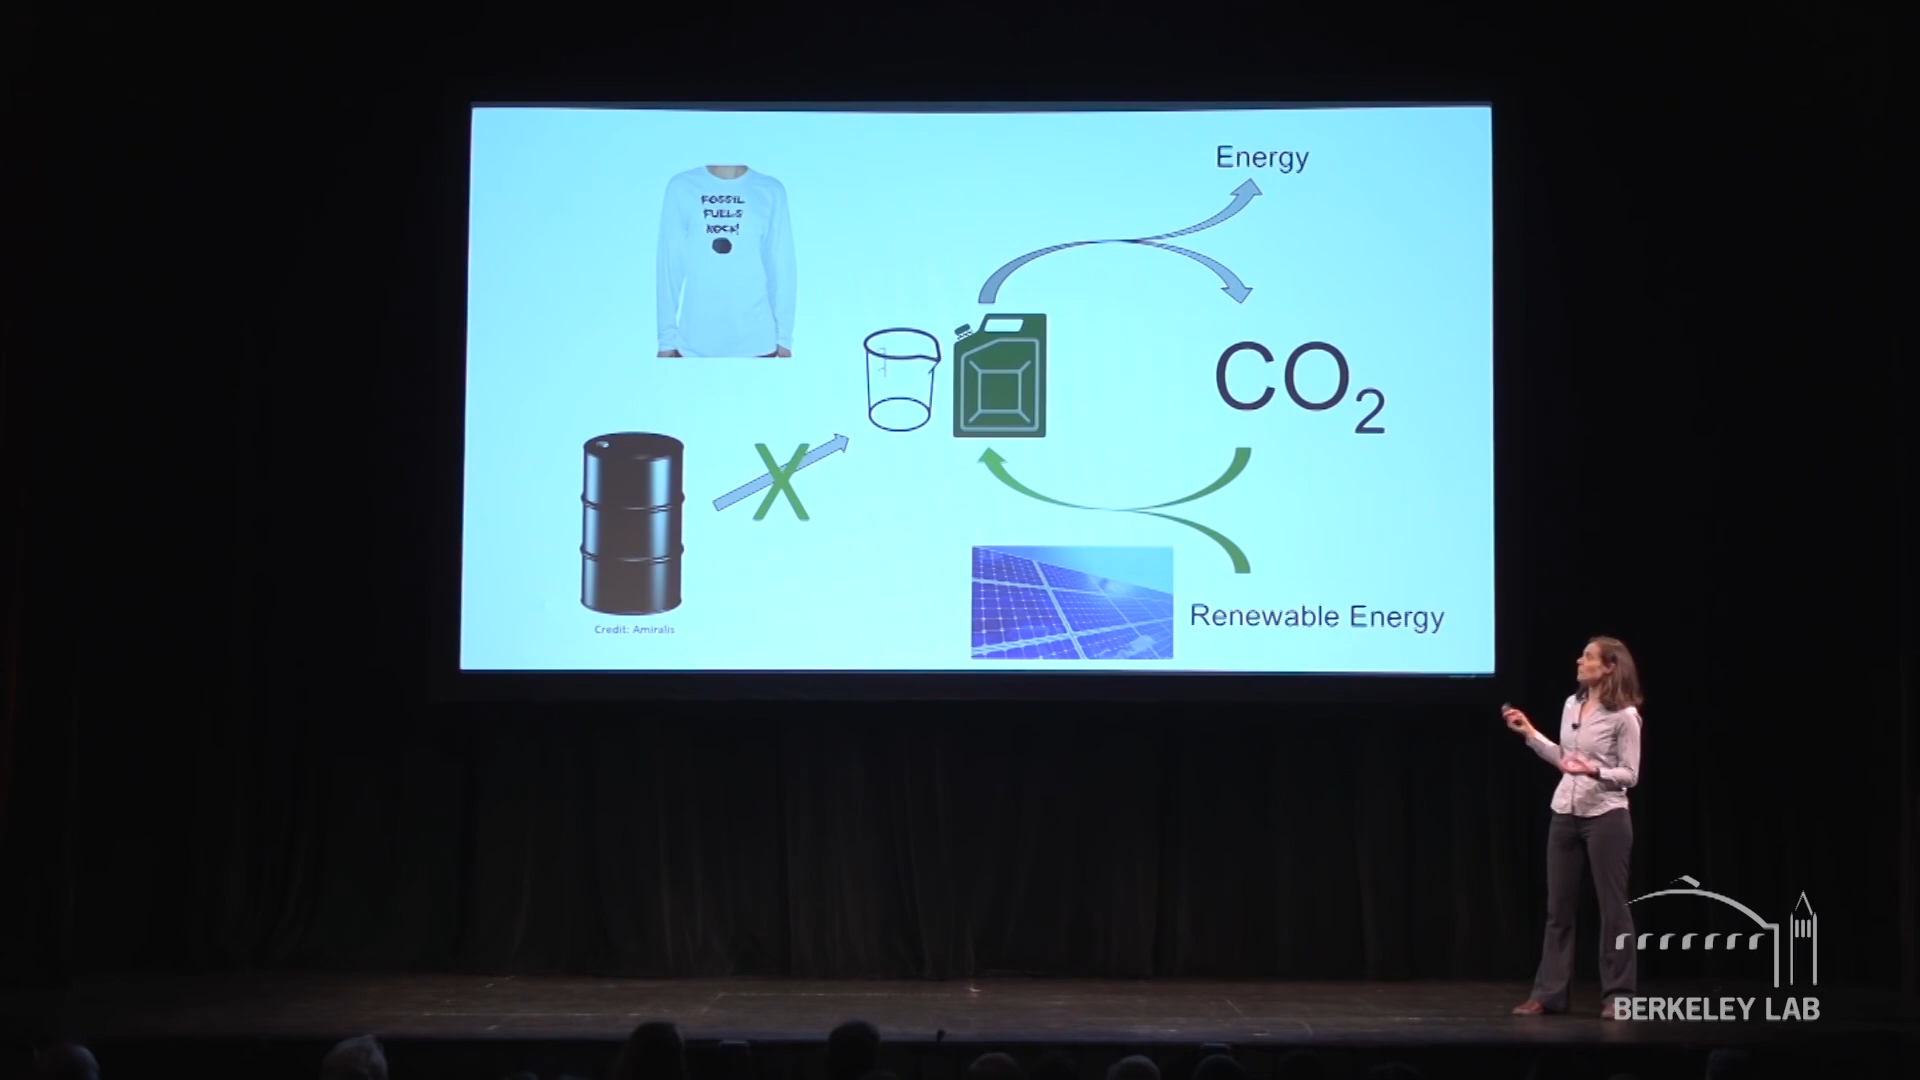 Energy
FOSSIL
FUELS
ROCK!
CO2
Renewable Energy
Credit: Amiralis
BERKELEY LAB